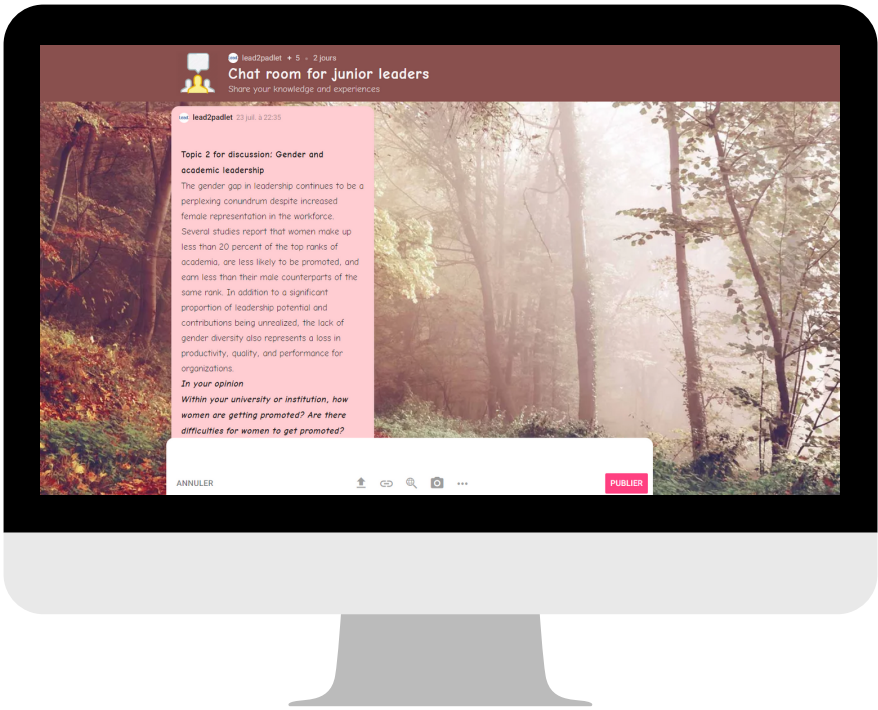 lead2padlet + 5 • 2 jours
Chat room for junior leaders
Share your knowledge and experiences
lead2padlet 23 juil. à 22:35
Topic 2 for discussion: Gender and
academic leadership
The gender gap in leadership continues to be a
perplexing conundrum despite increased
female representation in the workforce.
Several studies report that women make up
less than 20 percent of the top ranks of
academia, are less likely to be promoted, and
earn less than their male counterparts of the
same rank. In addition to a significant
proportion of leadership potential and
contributions being unrealized, the lack of
gender diversity also represents a loss in
productivity, quality, and performance for
organizations.
In your opinion
Within your university or institution, how
women are getting promoted? Are there
difficulties for women to get promoted?
ANNULER
PUBLIER